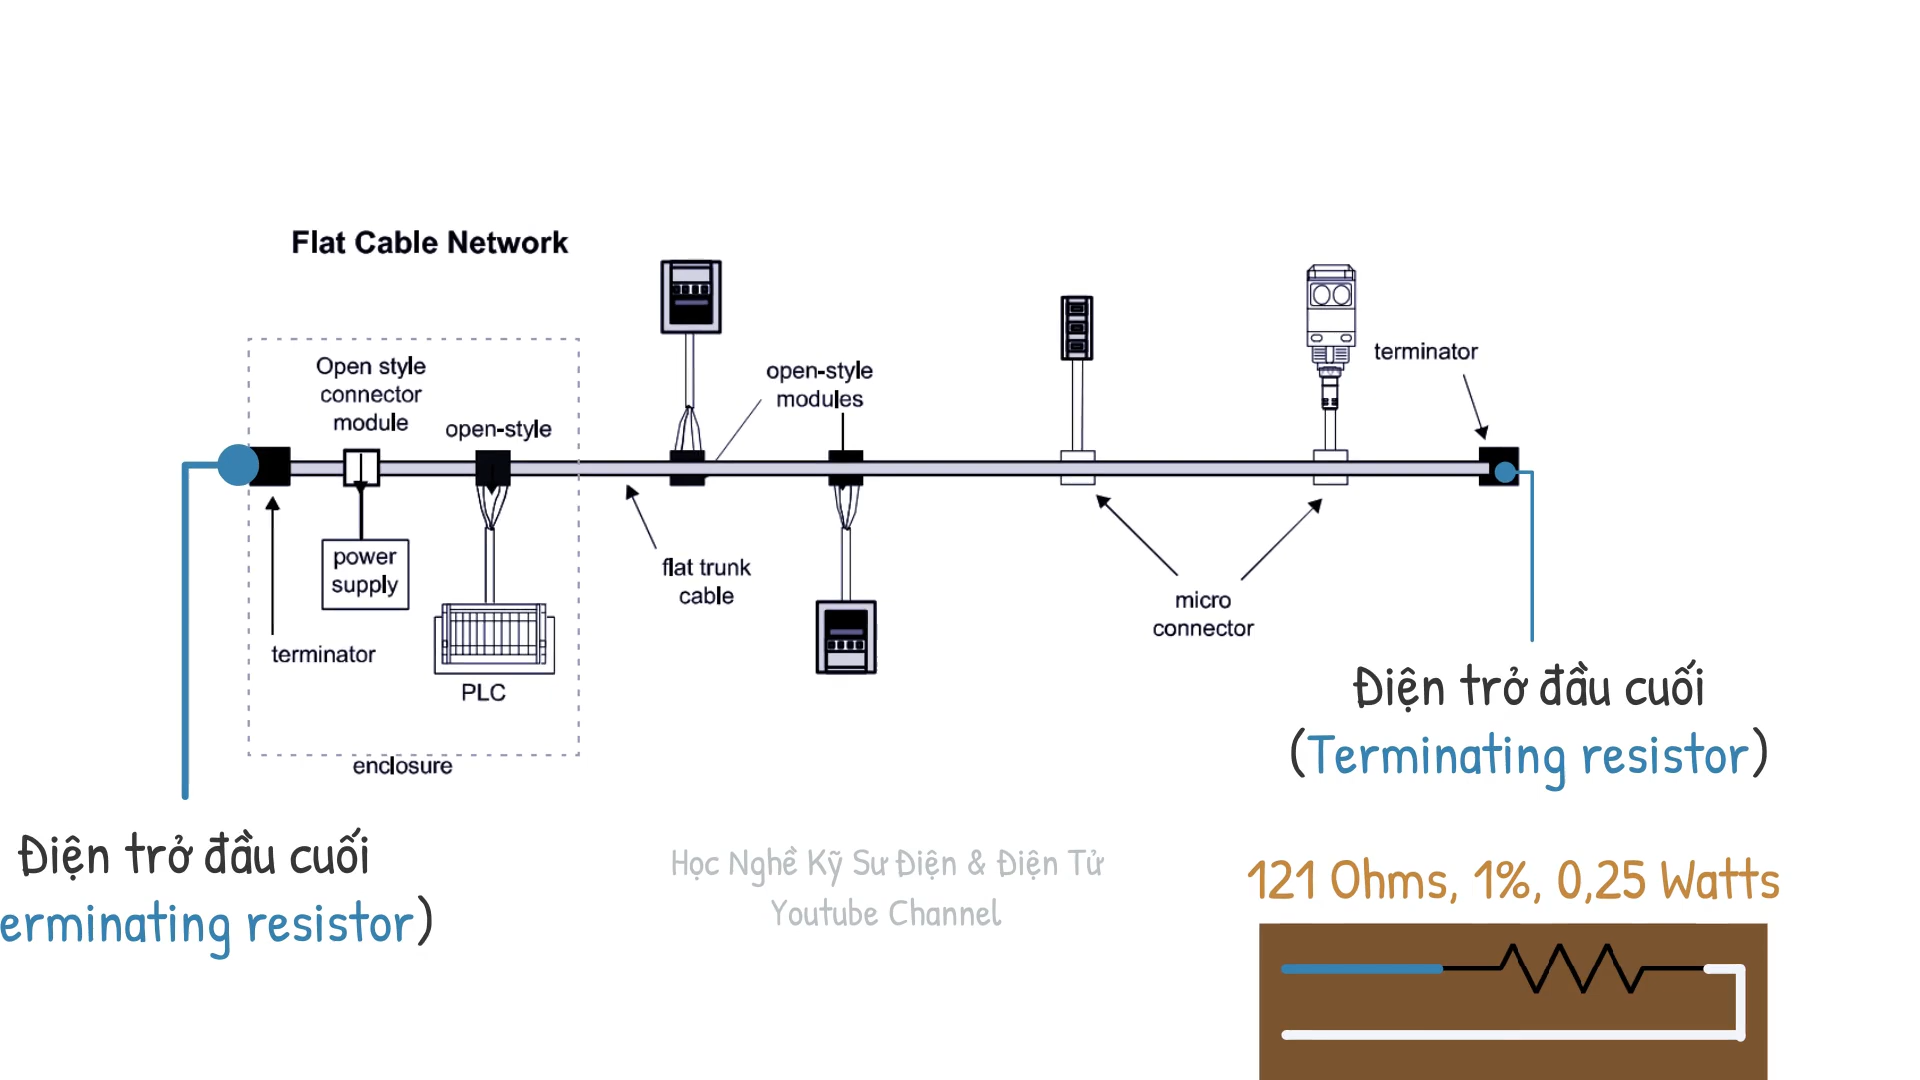 Flat Cable Network
Open style
connector
module
open-style
open-style
modules
terminator
power
supply
flat trunk
cable
micro
connector
terminator
PLC
enclosure
Điện trở đầu cuối
(Terminating resistor)
Điện trở đầu cuối
erminating resistor)
Học Nghề Kỹ Sư Điện & Điện Tử
Youtube Channel
121 Ohms, 1%, 0,25 Watts